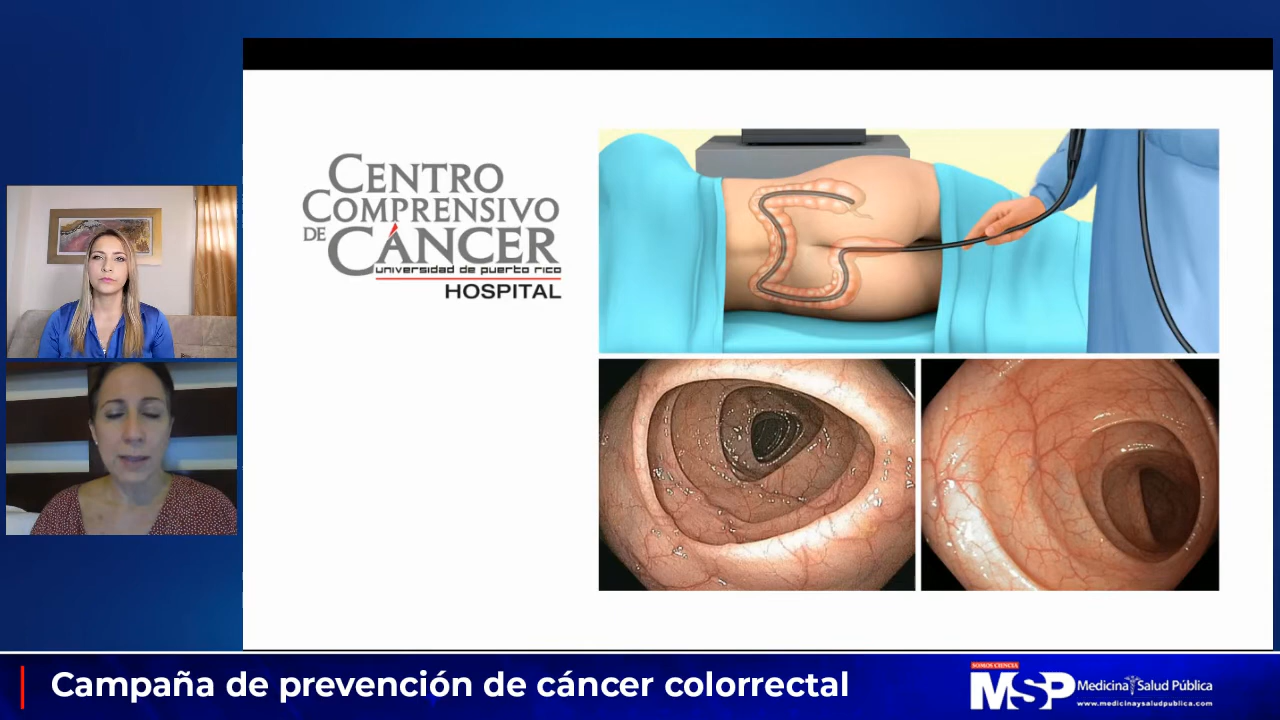 CENTRO
COMPRENSIVO
DE CÁNCER
universidad de puerto rico
HOSPITAL
Campaña de prevención de cáncer colorrectal
SOMOS CIENCIA
MSP Medicina Salud Pública
www.medicinaysaludpublica.com